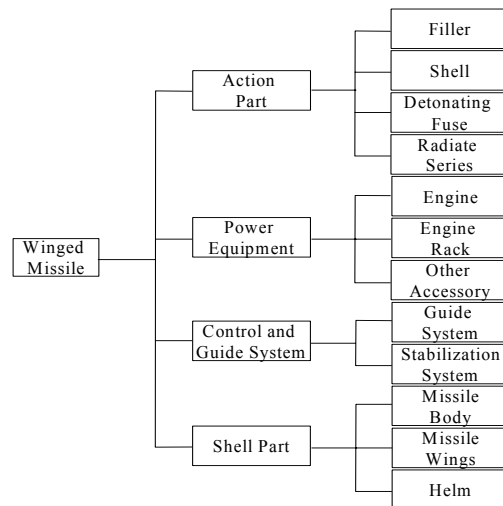 Winged
Missile
Action
Part
Power
Equipment
Control and
Guide System
Shell Part
Filler
Shell
Detonating
Fuse
Radiate
Series
Engine
Engine
Rack
Other
Accessory
Guide
System
Stabilization
System
Missile
Body
Missile
Wings
Helm